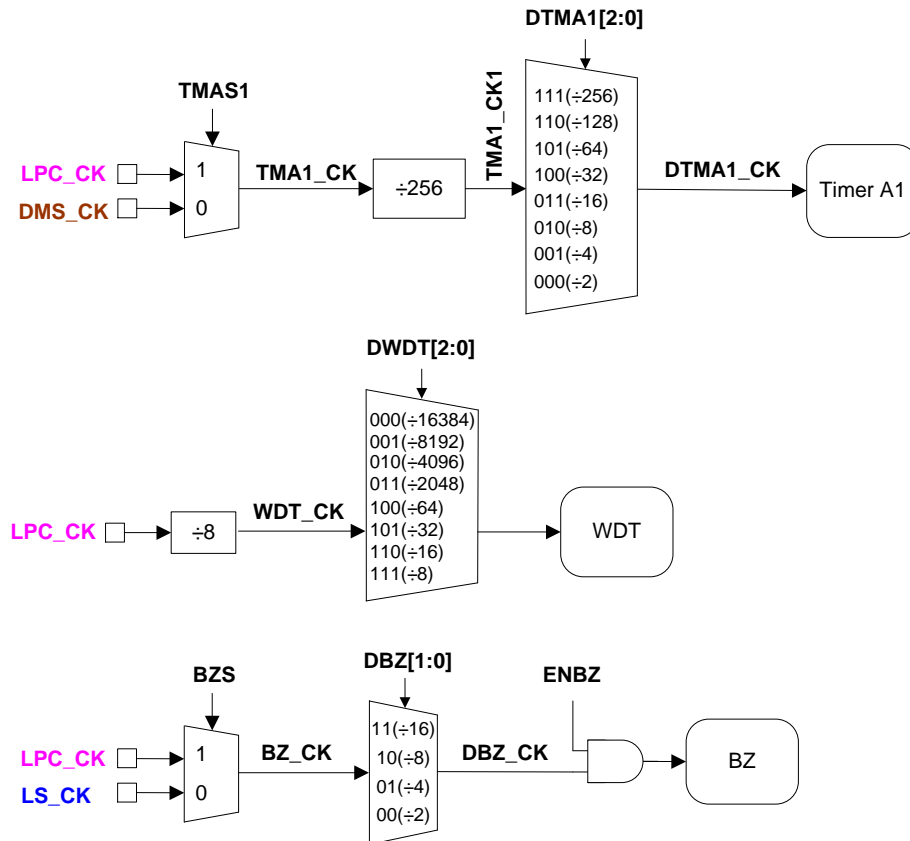 DTMA1[2:0]
TMAS1
TMA1_CK1
111(÷256)
110(÷128)
101(÷64)
100(÷32)
011(÷16)
010(÷8)
001(÷4)
000(÷2)
LPC_CK
1
TMA1_CK
÷256
DTMA1_CK
Timer A1
DMS_CK
0
DWDT[2:0]
000(÷16384)
001(÷8192)
010(÷4096)
011(÷2048)
100(÷64)
101(÷32)
110(÷16)
111(÷8)
LPC_CK
÷8
WDT_CK
WDT
BZS
DBZ[1:0]
ENBZ
LPC_CK
1
BZ_CK
11(÷16)
10(÷8)
01(÷4)
00(÷2)
DBZ_CK
BZ
LS_CK
0